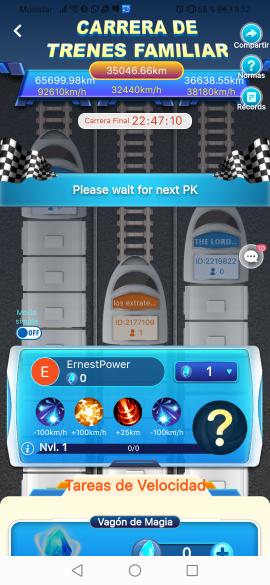 Movistar
8:12
CARRERA DE
TRENES FAMILIAR
Compartir
35046.66km
65699.98km
36638.55km
92610km/h
32440km/h
38180km/h
Normas
Records
Carrera Final 22:47:10
Please wait for next PK
THE LORD...
ID:2219822
0
10
los extrate...
ID:2177109
1
Modo
simple
OFF
E
ErnestPower
0
1
-100km/h
+100km/h
+25km
-100km/h
?
Nvl. 1
0/0
Tareas de Velocidad
Vagón de Magia
0